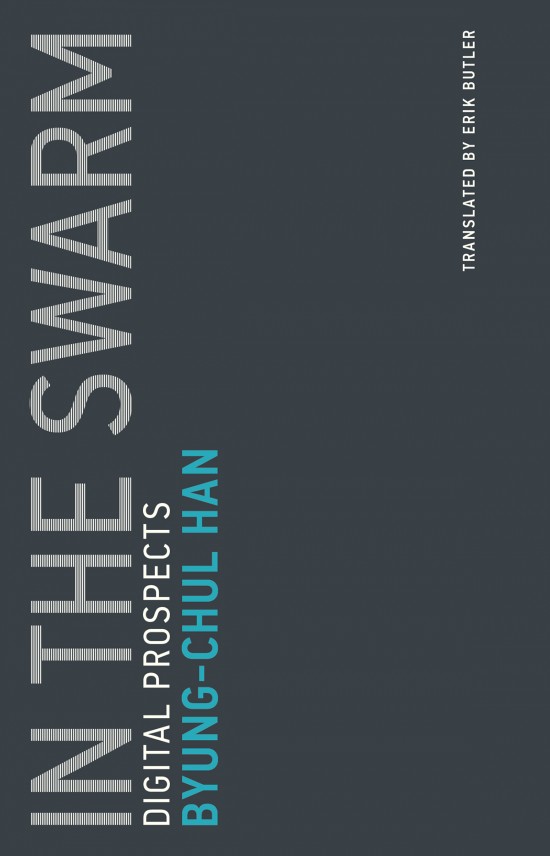 IN THE SWARM
DIGITAL PROSPECTS
BYUNG-CHUL HAN
TRANSLATED BY ERIK BUTLER